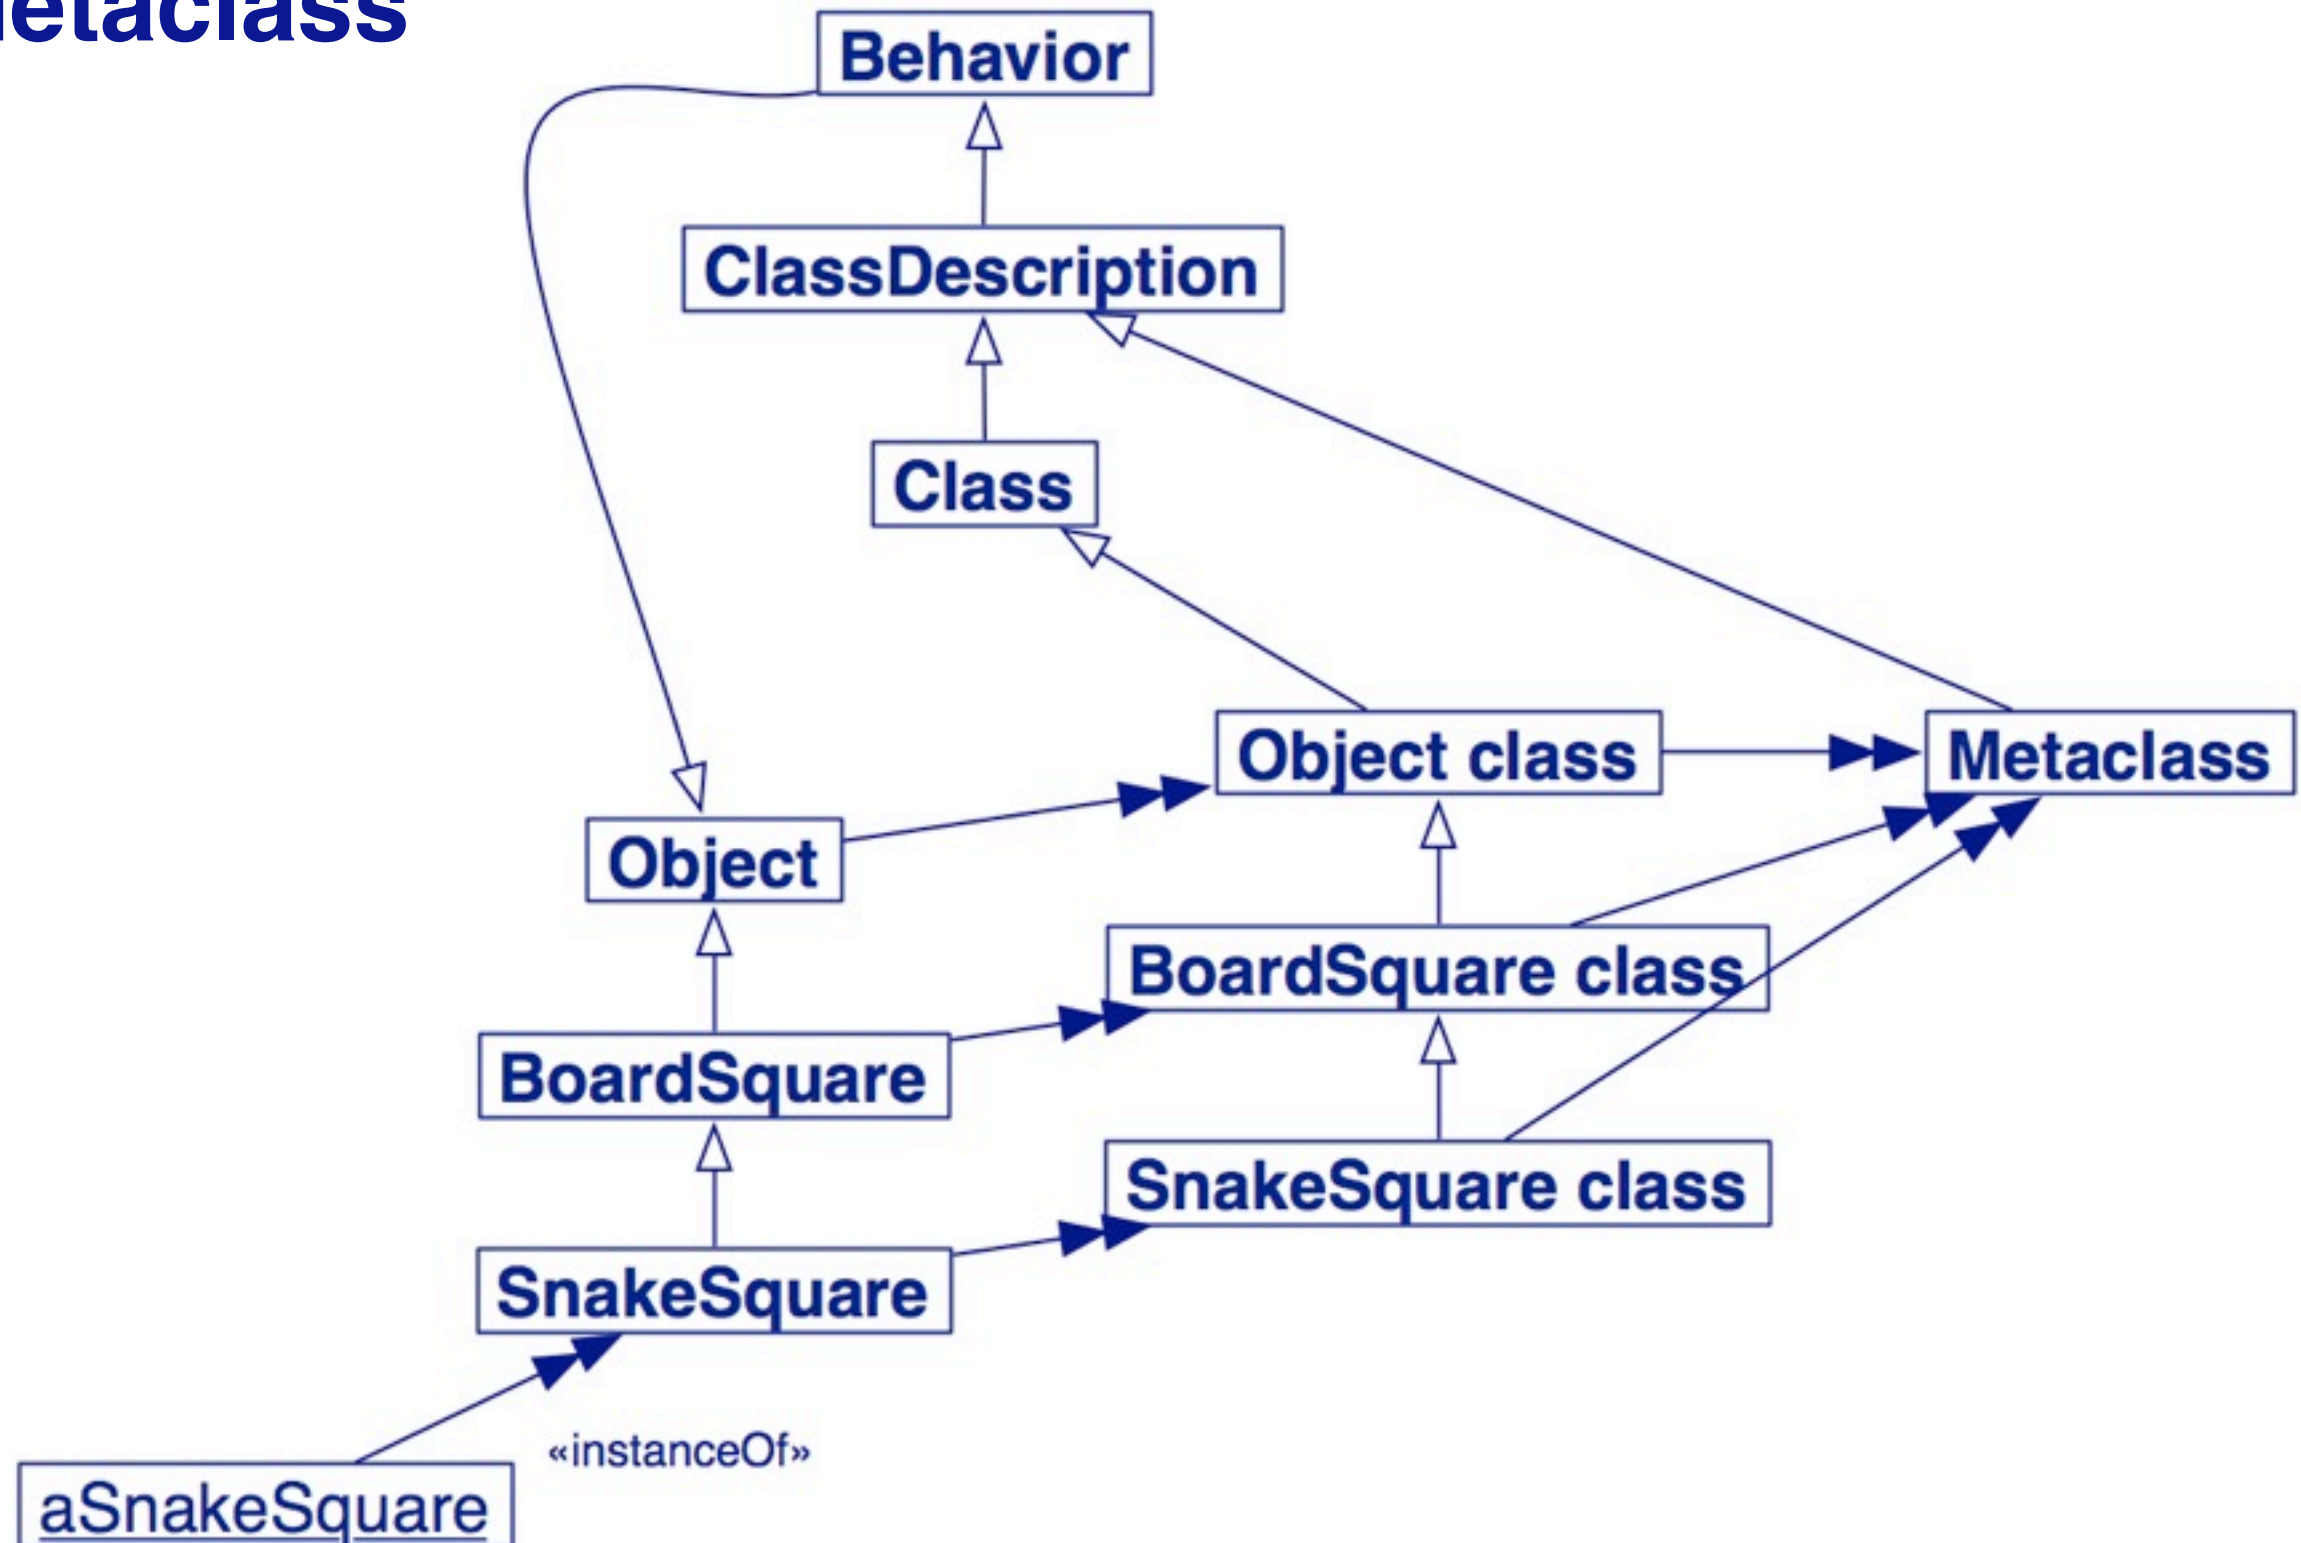 etaclass
Behavior
ClassDescription
Class
Object class
Metaclass
Object
BoardSquare class
BoardSquare
SnakeSquare class
SnakeSquare
«instanceOf»
aSnakeSquare